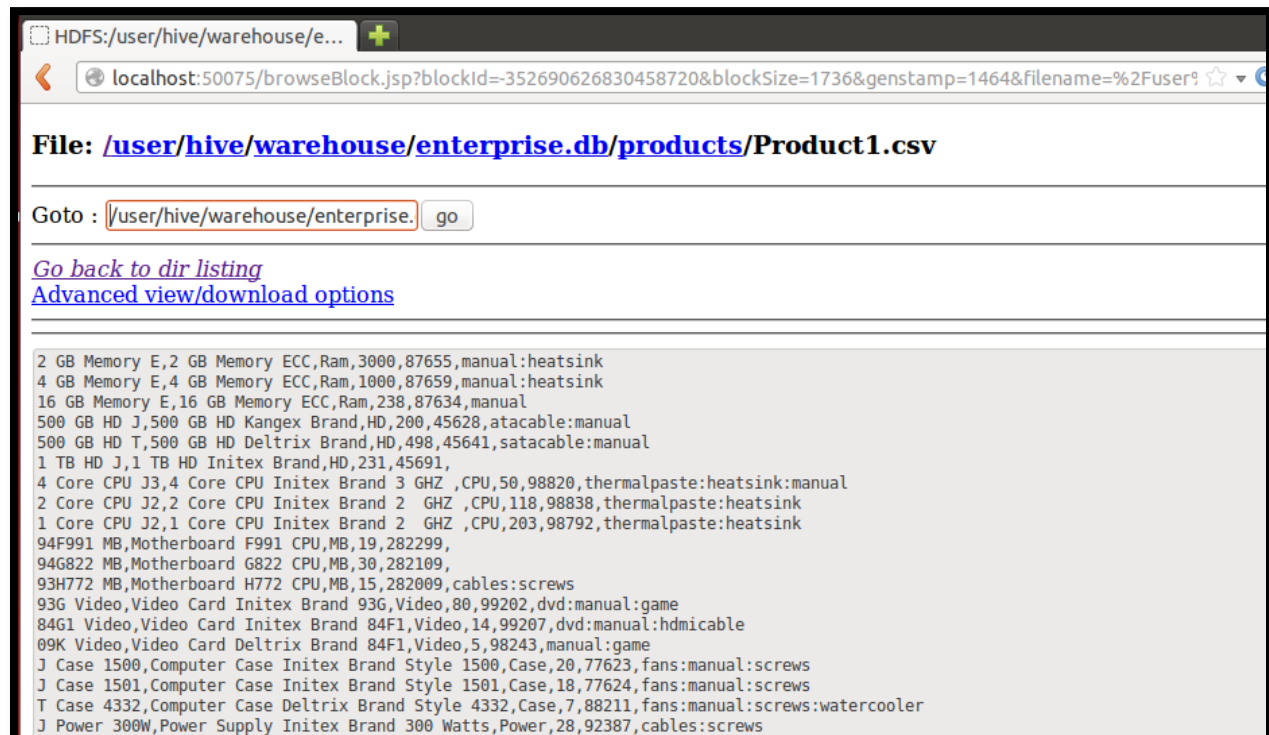 HDFS:/user/hive/warehouse/e...
localhost:50075/browseBlock.jsp?blockId=-352690626830458720&blockSize=1736&genstamp=1464&filename=%2Fuser%
File: /user/hive/warehouse/enterprise.db/products/Product1.csv
Goto : /user/hive/warehouse/enterprise. go
Go back to dir listing
Advanced view/download options
2 GB Memory E,2 GB Memory ECC,Ram,3000,87655,manual:heatsink
4 GB Memory E,4 GB Memory ECC,Ram,1000,87659,manual:heatsink
16 GB Memory E,16 GB Memory ECC,Ram,238,87634,manual
500 GB HD J,500 GB HD Kangex Brand,HD,200,45628,atacable:manual
500 GB HD T,500 GB HD Deltrix Brand,HD,498,45641,satacable:manual
1 TB HD J,1 TB HD Initex Brand,HD,231,45691,
4 Core CPU J3,4 Core CPU Initex Brand 3 GHZ ,CPU,50,98820,thermalpaste:heatsink:manual
2 Core CPU J2,2 Core CPU Initex Brand 2  GHZ ,CPU,118,98838,thermalpaste:heatsink
1 Core CPU J2,1 Core CPU Initex Brand 2  GHZ ,CPU,203,98792,thermalpaste:heatsink
94F991 MB,Motherboard F991 CPU,MB,19,282299,
94G822 MB,Motherboard G822 CPU,MB,30,282109,
93H772 MB,Motherboard H772 CPU,MB,15,282009,cables:screws
93G Video,Video Card Initex Brand 93G,Video,80,99202,dvd:manual:game
84G1 Video,Video Card Initex Brand 84F1,Video,14,99207,dvd:manual:hdmicable
09K Video,Video Card Deltrix Brand 84F1,Video,5,98243,manual:game
J Case 1500,Computer Case Initex Brand Style 1500,Case,20,77623,fans:manual:screws
J Case 1501,Computer Case Initex Brand Style 1501,Case,18,77624,fans:manual:screws
T Case 4332,Computer Case Deltrix Brand Style 4332,Case,7,88211,fans:manual:screws:watercooler
J Power 300W,Power Supply Initex Brand 300 Watts,Power,28,92387,cables:screws